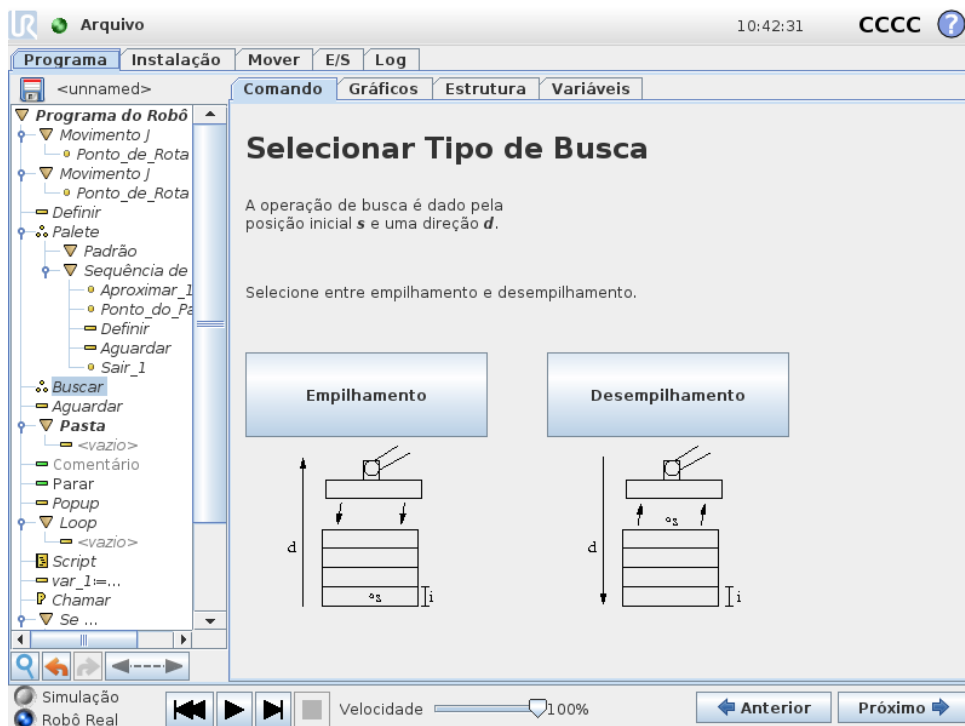 UR Arquivo 10:42:31 CCCC ?
Programa Instalação Mover E/S Log
<unnamed>
Comando Gráficos Estrutura Variáveis
Programa do Robô
Movimento J
Ponto_de_Rota
Movimento J
Ponto_de_Rota
Definir
Palete
Padrão
Sequência de
Aproximar_1
Ponto_do_Pa
Definir
Aguardar
Sair_1
Buscar
Aguardar
Pasta
<vazio>
Comentário
Parar
Popup
Loop
<vazio>
Script
var_1:=...
Chamar
Se ...
Selecionar Tipo de Busca
A operação de busca é dado pela
posição inicial s e uma direção d.
Selecione entre empilhamento e desempilhamento.
Empilhamento
d
s
i
Desempilhamento
s
d
i
Simulação
Robô Real
Velocidade 100%
Anterior
Próximo